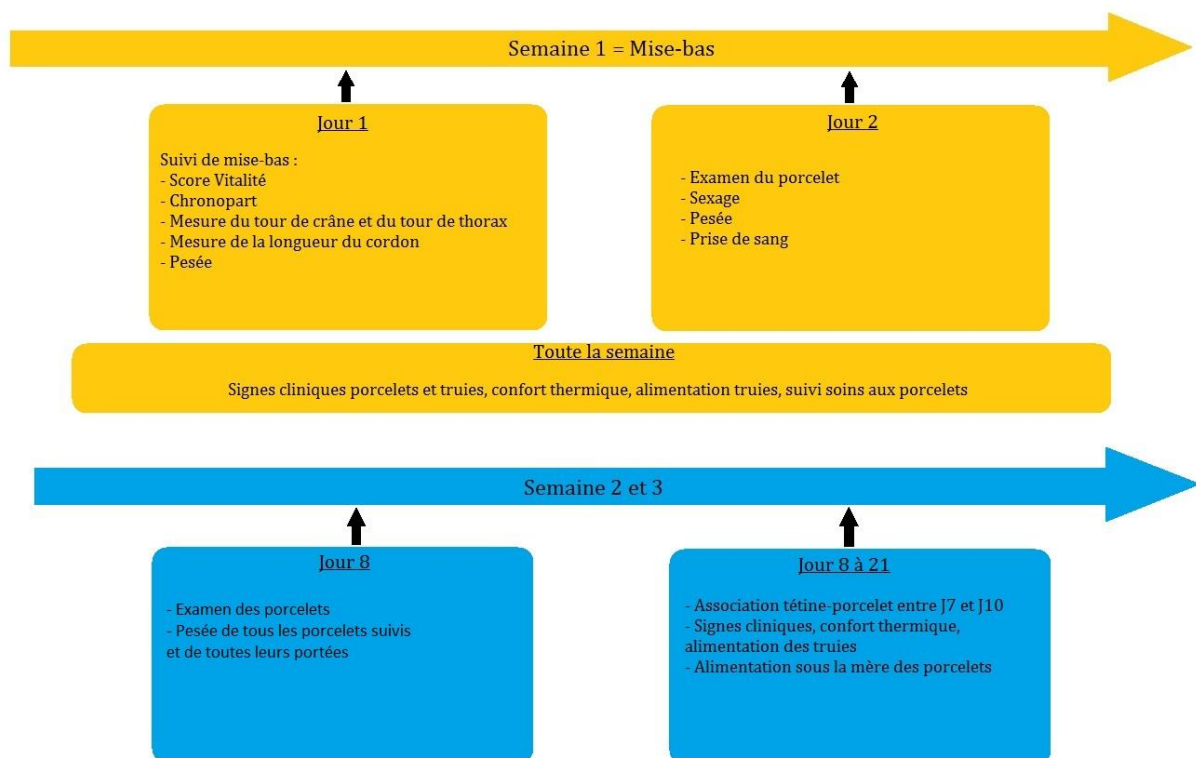 Semaine 1 = Mise-bas
Jour 1
Suivi de mise-bas :
- Score Vitalité
- Chronopart
- Mesure du tour de crâne et du tour de thorax
- Mesure de la longueur du cordon
- Pesée
Jour 2
- Examen du porcelet
- Sexage
- Pesée
- Prise de sang
Toute la semaine
Signes cliniques porcelets et truies, confort thermique, alimentation truies, suivi soins aux porcelets
Semaine 2 et 3
Jour 8
- Examen des porcelets
- Pesée de tous les porcelets suivis
et de toutes leurs portées
Jour 8 à 21
- Association tétine-porcelet entre J7 et J10
- Signes cliniques, confort thermique,
alimentation des truies
- Alimentation sous la mère des porcelets